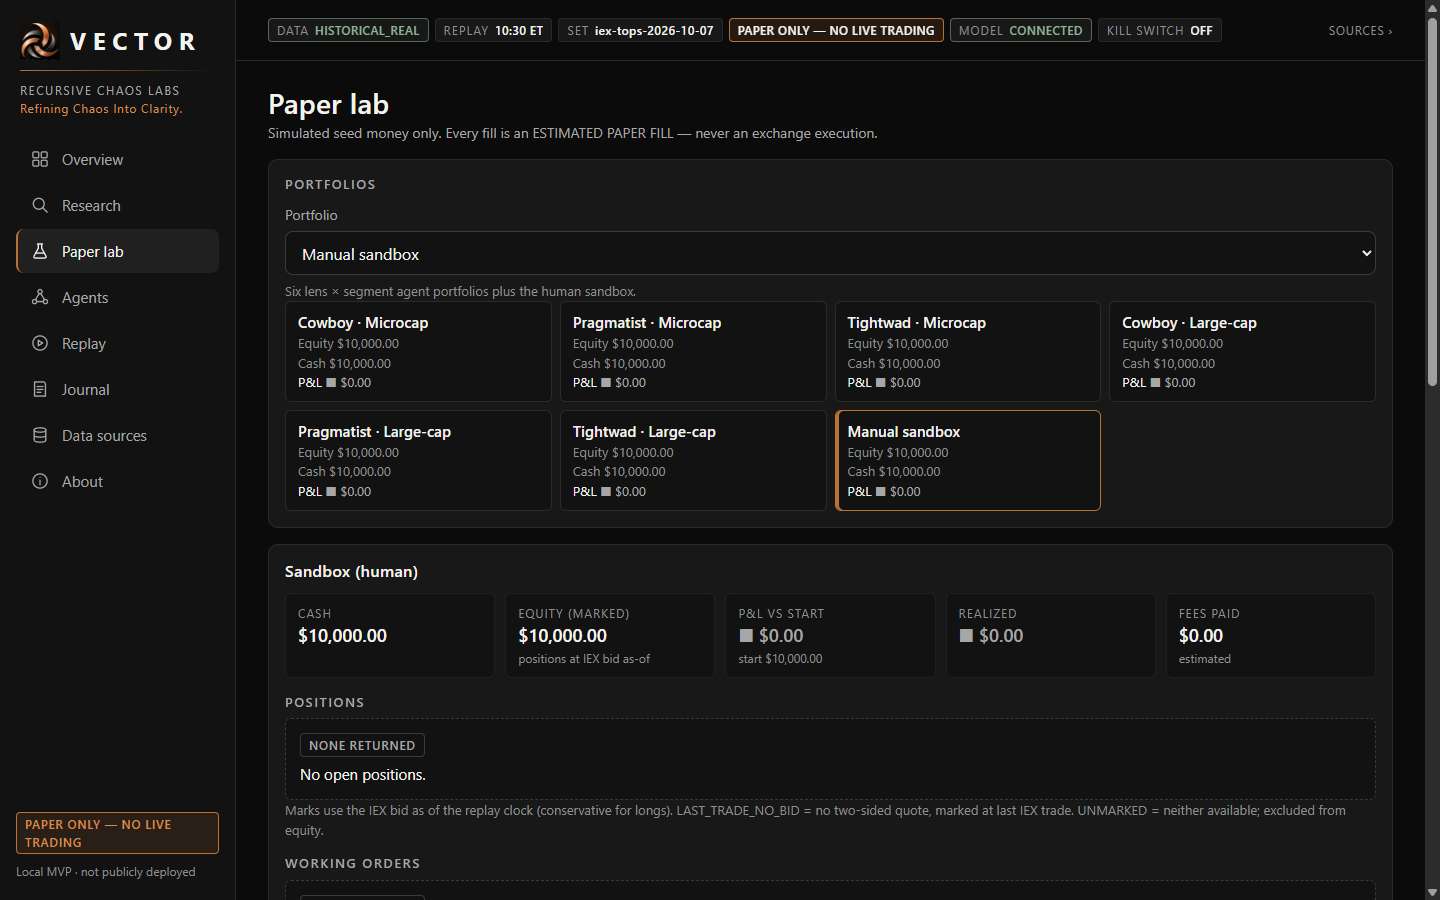 VECTOR
RECURSIVE CHAOS LABS
Refining Chaos Into Clarity.
Overview
Research
Paper lab
Agents
Replay
Journal
Data sources
About
PAPER ONLY — NO LIVE
TRADING
Local MVP · not publicly deployed
DATA HISTORICAL_REAL
REPLAY 10:30 ET
SET iex-tops-2026-10-07
PAPER ONLY — NO LIVE TRADING
MODEL CONNECTED
KILL SWITCH OFF
SOURCES ›
Paper lab
Simulated seed money only. Every fill is an ESTIMATED PAPER FILL — never an exchange execution.
PORTFOLIOS
Portfolio
Manual sandbox
Six lens × segment agent portfolios plus the human sandbox.
Cowboy · Microcap
Equity $10,000.00
Cash $10,000.00
P&L ■ $0.00
Pragmatist · Microcap
Equity $10,000.00
Cash $10,000.00
P&L ■ $0.00
Tightwad · Microcap
Equity $10,000.00
Cash $10,000.00
P&L ■ $0.00
Cowboy · Large-cap
Equity $10,000.00
Cash $10,000.00
P&L ■ $0.00
Pragmatist · Large-cap
Equity $10,000.00
Cash $10,000.00
P&L ■ $0.00
Tightwad · Large-cap
Equity $10,000.00
Cash $10,000.00
P&L ■ $0.00
Manual sandbox
Equity $10,000.00
Cash $10,000.00
P&L ■ $0.00
Sandbox (human)
CASH
$10,000.00
EQUITY (MARKED)
$10,000.00
positions at IEX bid as-of
P&L VS START
■ $0.00
start $10,000.00
REALIZED
■ $0.00
FEES PAID
$0.00
estimated
POSITIONS
NONE RETURNED
No open positions.
Marks use the IEX bid as of the replay clock (conservative for longs). LAST_TRADE_NO_BID = no two-sided quote, marked at last IEX trade. UNMARKED = neither available; excluded from
equity.
WORKING ORDERS